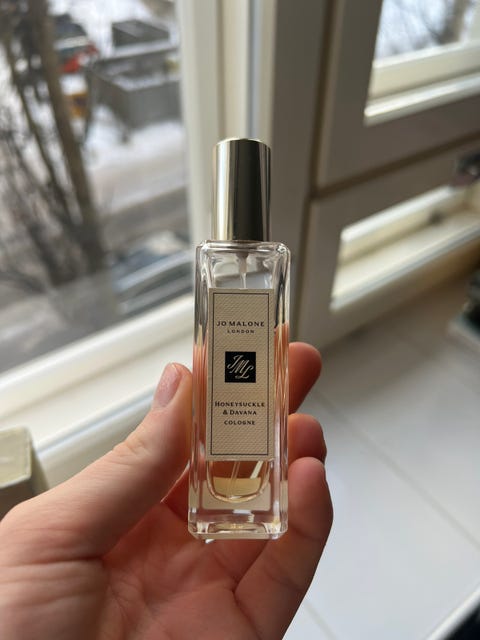 JO MALONE
LONDON
JML
HONEYSUCKLE
& DAVANA
COLOGNE